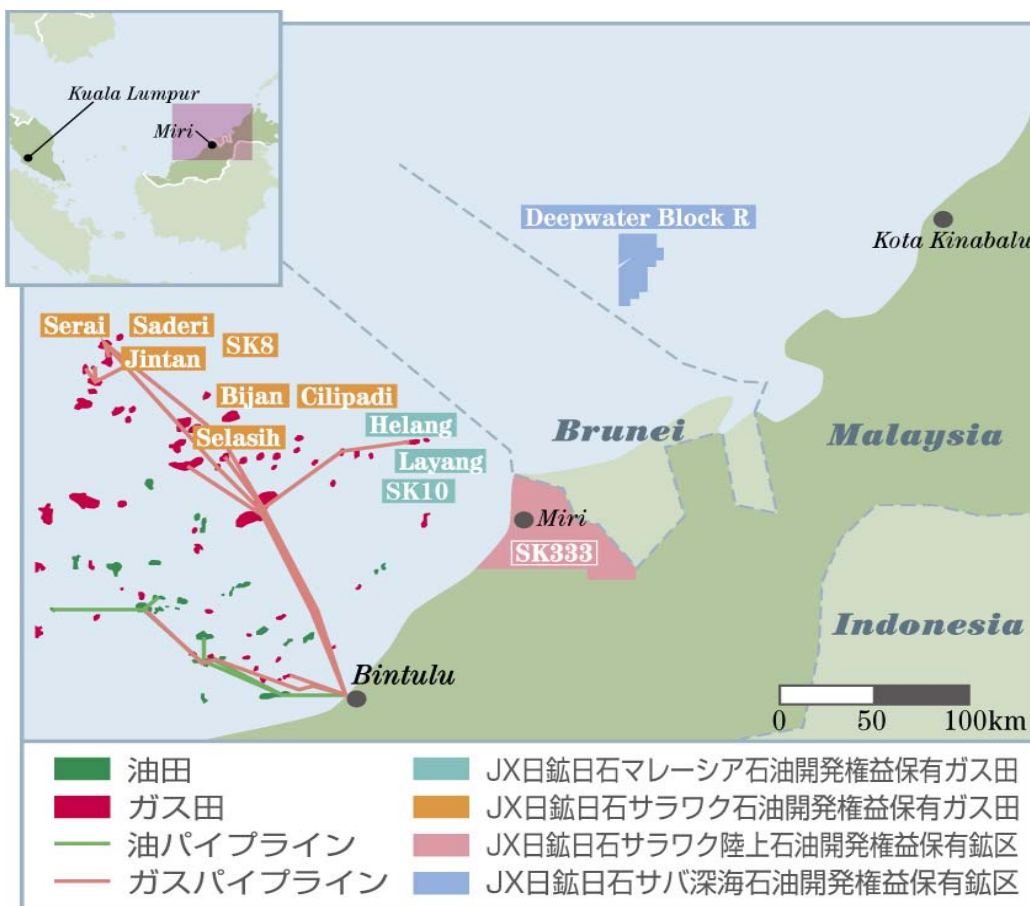 Kuala Lumpur
Miri
Deepwater Block R
Kota Kinabalu
Serai
Saderi
SK8
Jintan
Bijan
Cilipadi
Helang
Selasih
Brunei
Malaysia
Layang
SK10
Miri
SK333
Indonesia
Bintulu
0 50 100km
油田
ガス田
油パイプライン
ガスパイプライン
JX日鉱日石マレーシア石油開発権益保有ガス田
JX日鉱日石サラワク石油開発権益保有ガス田
JX日鉱日石サラワク陸上石油開発権益保有鉱区
JX日鉱日石サバ深海石油開発権益保有鉱区